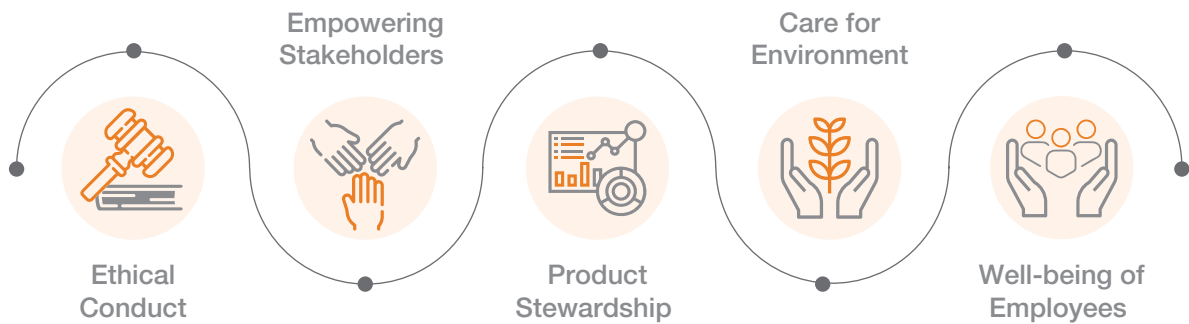 Ethical
Conduct
Empowering
Stakeholders
Product
Stewardship
Care for
Environment
Well-being of
Employees